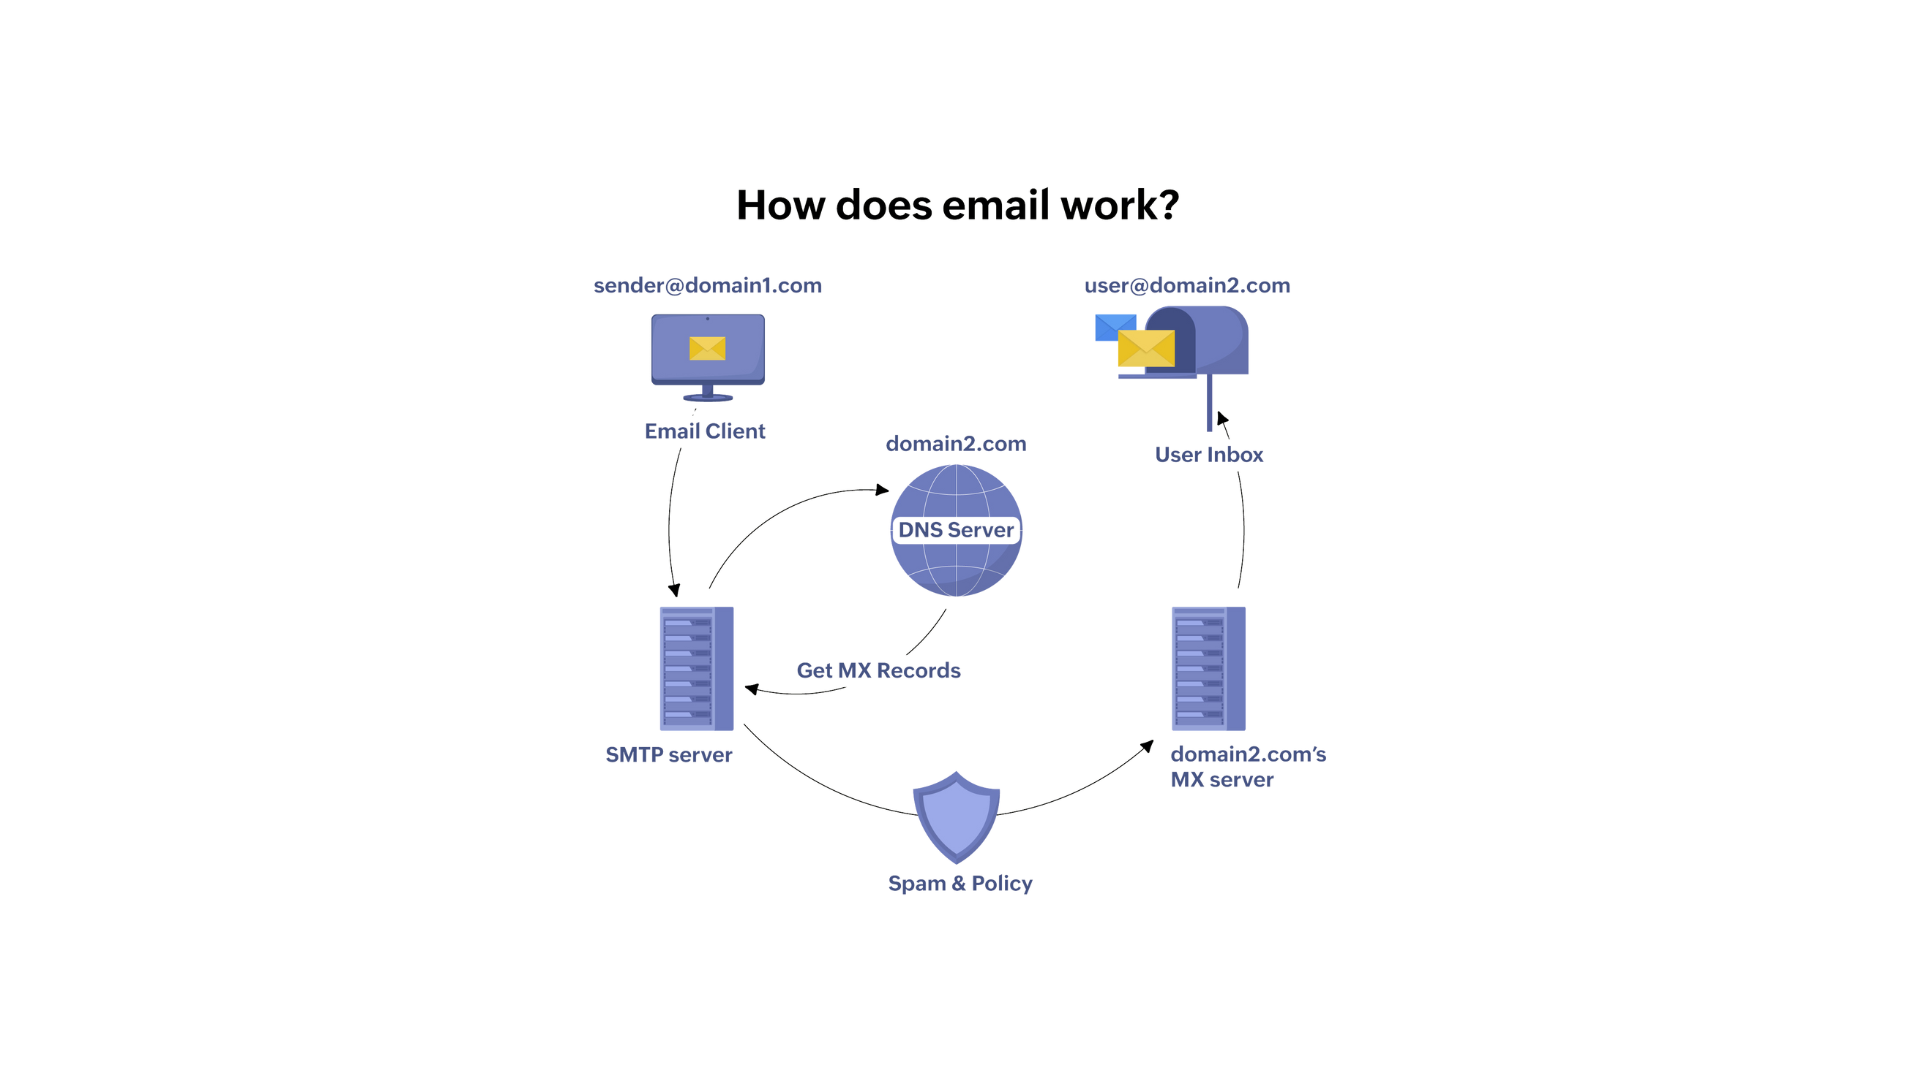 How does email work?
sender@domain1.com
user@domain2.com
Email Client
domain2.com
User Inbox
DNS Server
Get MX Records
SMTP server
domain2.com’s
MX server
Spam & Policy